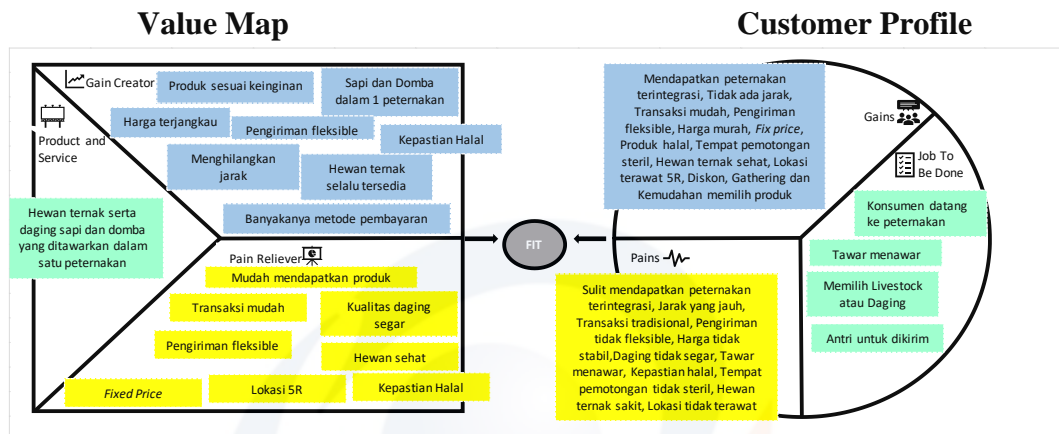 Value Map
Customer Profile
Gain Creator
Produk sesuai keinginan
Sapi dan Domba
dalam 1 peternakan
Harga terjangkau
Pengiriman fleksible
Kepastian Halal
Menghilangkan
jarak
Hewan ternak
selalu tersedia
Banyakanya metode pembayaran
Product and
Service
Hewan ternak serta
daging sapi dan domba
yang ditawarkan dalam
satu peternakan
Pain Reliever
Mudah mendapatkan produk
Transaksi mudah
Kualitas daging
segar
Pengiriman fleksible
Hewan sehat
Fixed Price
Lokasi 5R
Kepastian Halal
FIT
Mendapatkan peternakan
terintegrasi, Tidak ada jarak,
Transaksi mudah, Pengiriman
fleksible, Harga murah, Fix price,
Produk halal, Tempat pemotongan
steril, Hewan ternak sehat, Lokasi
terawat 5R, Diskon, Gathering dan
Kemudahan memilih produk
Gains
Job To
Be Done
Konsumen datang
ke peternakan
Tawar menawar
Memilih Livestock
atau Daging
Antri untuk dikirim
Pains
Sulit mendapatkan peternakan
terintegrasi, Jarak yang jauh,
Transaksi tradisional, Pengiriman
tidak fleksible, Harga tidak
stabil,Daging tidak segar, Tawar
menawar, Kepastian halal, Tempat
pemotongan tidak steril, Hewan
ternak sakit, Lokasi tidak terawat